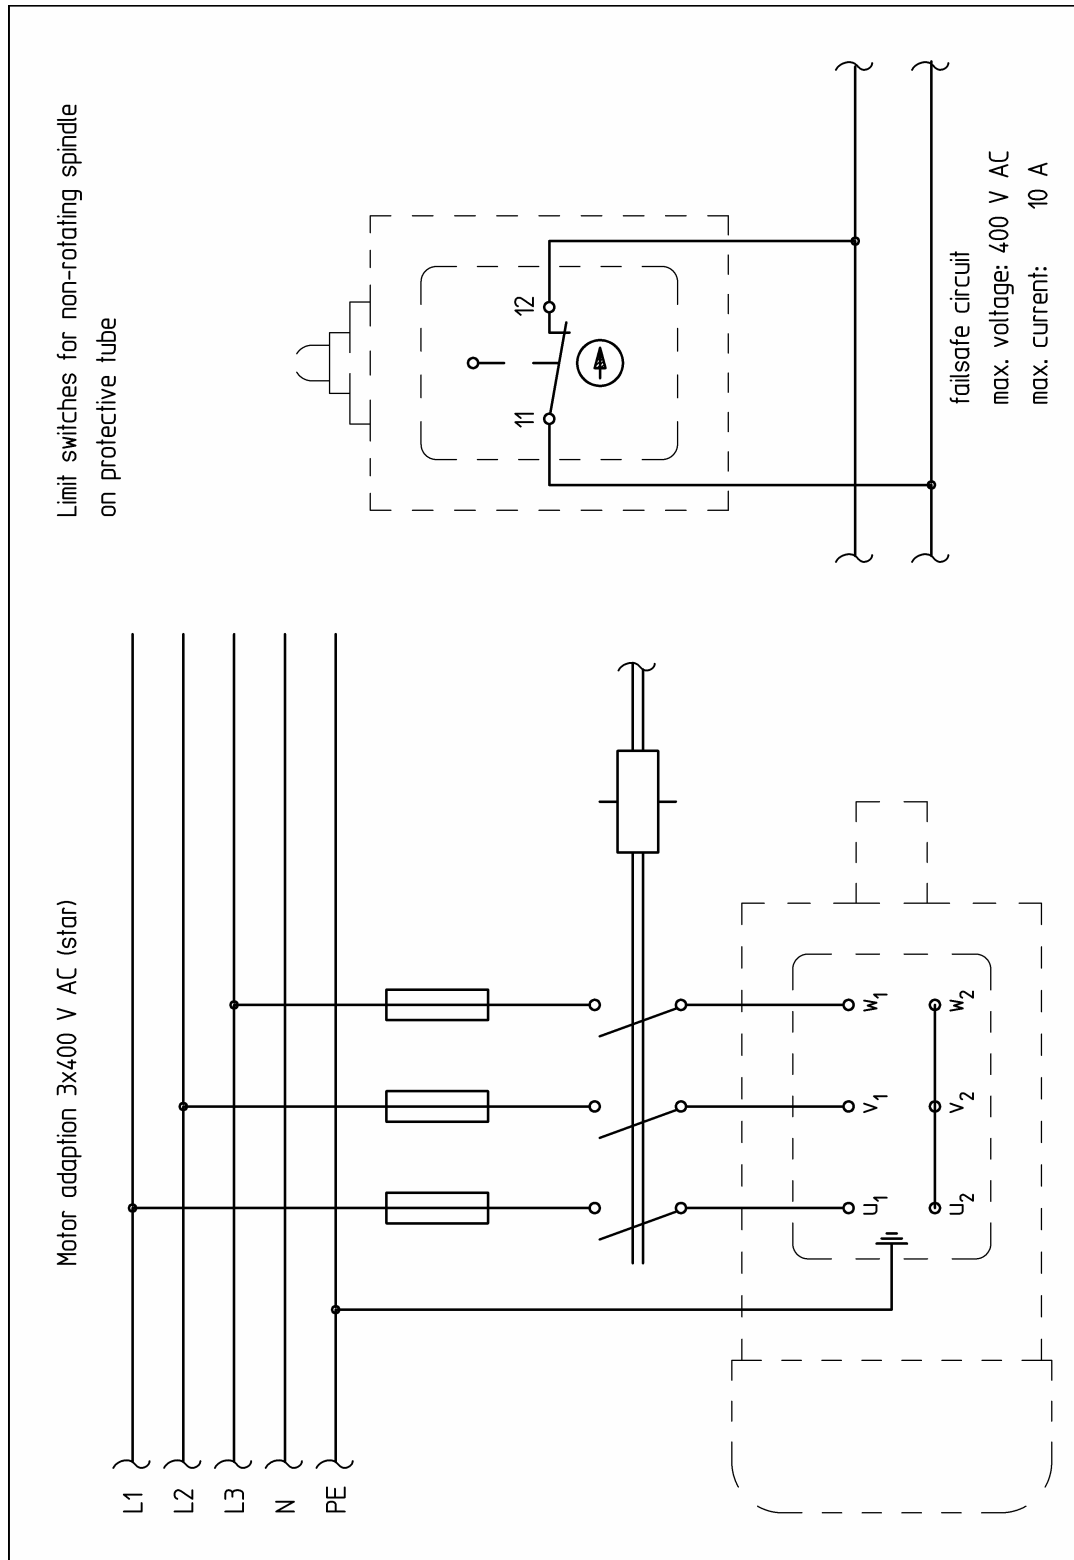 Motor adaption 3x400 V AC (star)
L1
L2
L3
N
PE
U1
V1
W1
U2
V2
W2
Limit switches for non-rotating spindle
on protective tube
11
12
failsafe circuit
max. voltage: 400 V AC
max. current: 10 A